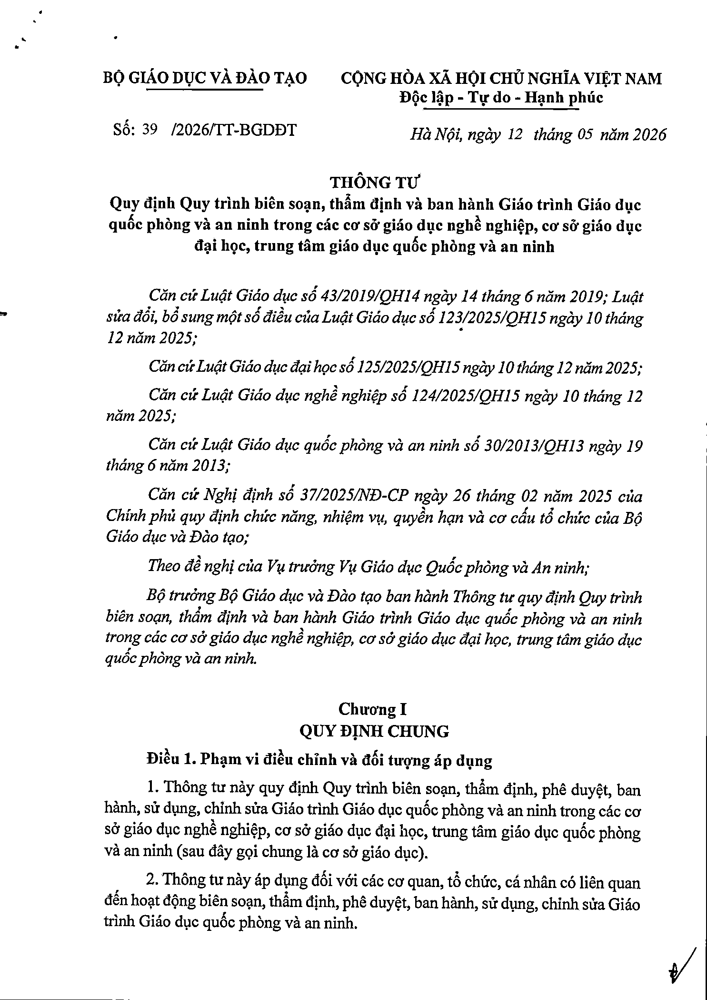 BỘ GIÁO DỤC VÀ ĐÀO TẠO
CỘNG HÒA XÃ HỘI CHỦ NGHĨA VIỆT NAM
Độc lập - Tự do - Hạnh phúc
Số: 39 /2026/TT-BGDĐT
Hà Nội, ngày 12 tháng 05 năm 2026
THÔNG TƯ
Quy định Quy trình biên soạn, thẩm định và ban hành Giáo trình Giáo dục
quốc phòng và an ninh trong các cơ sở giáo dục nghề nghiệp, cơ sở giáo dục
đại học, trung tâm giáo dục quốc phòng và an ninh
Căn cứ Luật Giáo dục số 43/2019/QH14 ngày 14 tháng 6 năm 2019; Luật
sửa đổi, bổ sung một số điều của Luật Giáo dục số 123/2025/QH15 ngày 10 tháng
12 năm 2025;
Căn cứ Luật Giáo dục đại học số 125/2025/QH15 ngày 10 tháng 12 năm 2025;
Căn cứ Luật Giáo dục nghề nghiệp số 124/2025/QH15 ngày 10 tháng 12
năm 2025;
Căn cứ Luật Giáo dục quốc phòng và an ninh số 30/2013/QH13 ngày 19
tháng 6 năm 2013;
Căn cứ Nghị định số 37/2025/NĐ-CP ngày 26 tháng 02 năm 2025 của
Chính phủ quy định chức năng, nhiệm vụ, quyền hạn và cơ cấu tổ chức của Bộ
Giáo dục và Đào tạo;
Theo đề nghị của Vụ trưởng Vụ Giáo dục Quốc phòng và An ninh;
Bộ trưởng Bộ Giáo dục và Đào tạo ban hành Thông tư quy định Quy trình
biên soạn, thẩm định và ban hành Giáo trình Giáo dục quốc phòng và an ninh
trong các cơ sở giáo dục nghề nghiệp, cơ sở giáo dục đại học, trung tâm giáo dục
quốc phòng và an ninh.
Chương I
QUY ĐỊNH CHUNG
Điều 1. Phạm vi điều chỉnh và đối tượng áp dụng
1. Thông tư này quy định Quy trình biên soạn, thẩm định, phê duyệt, ban
hành, sử dụng, chỉnh sửa Giáo trình Giáo dục quốc phòng và an ninh trong các cơ
sở giáo dục nghề nghiệp, cơ sở giáo dục đại học, trung tâm giáo dục quốc phòng
và an ninh (sau đây gọi chung là cơ sở giáo dục).
2. Thông tư này áp dụng đối với các cơ quan, tổ chức, cá nhân có liên quan
đến hoạt động biên soạn, thẩm định, phê duyệt, ban hành, sử dụng, chỉnh sửa Giáo
trình Giáo dục quốc phòng và an ninh.